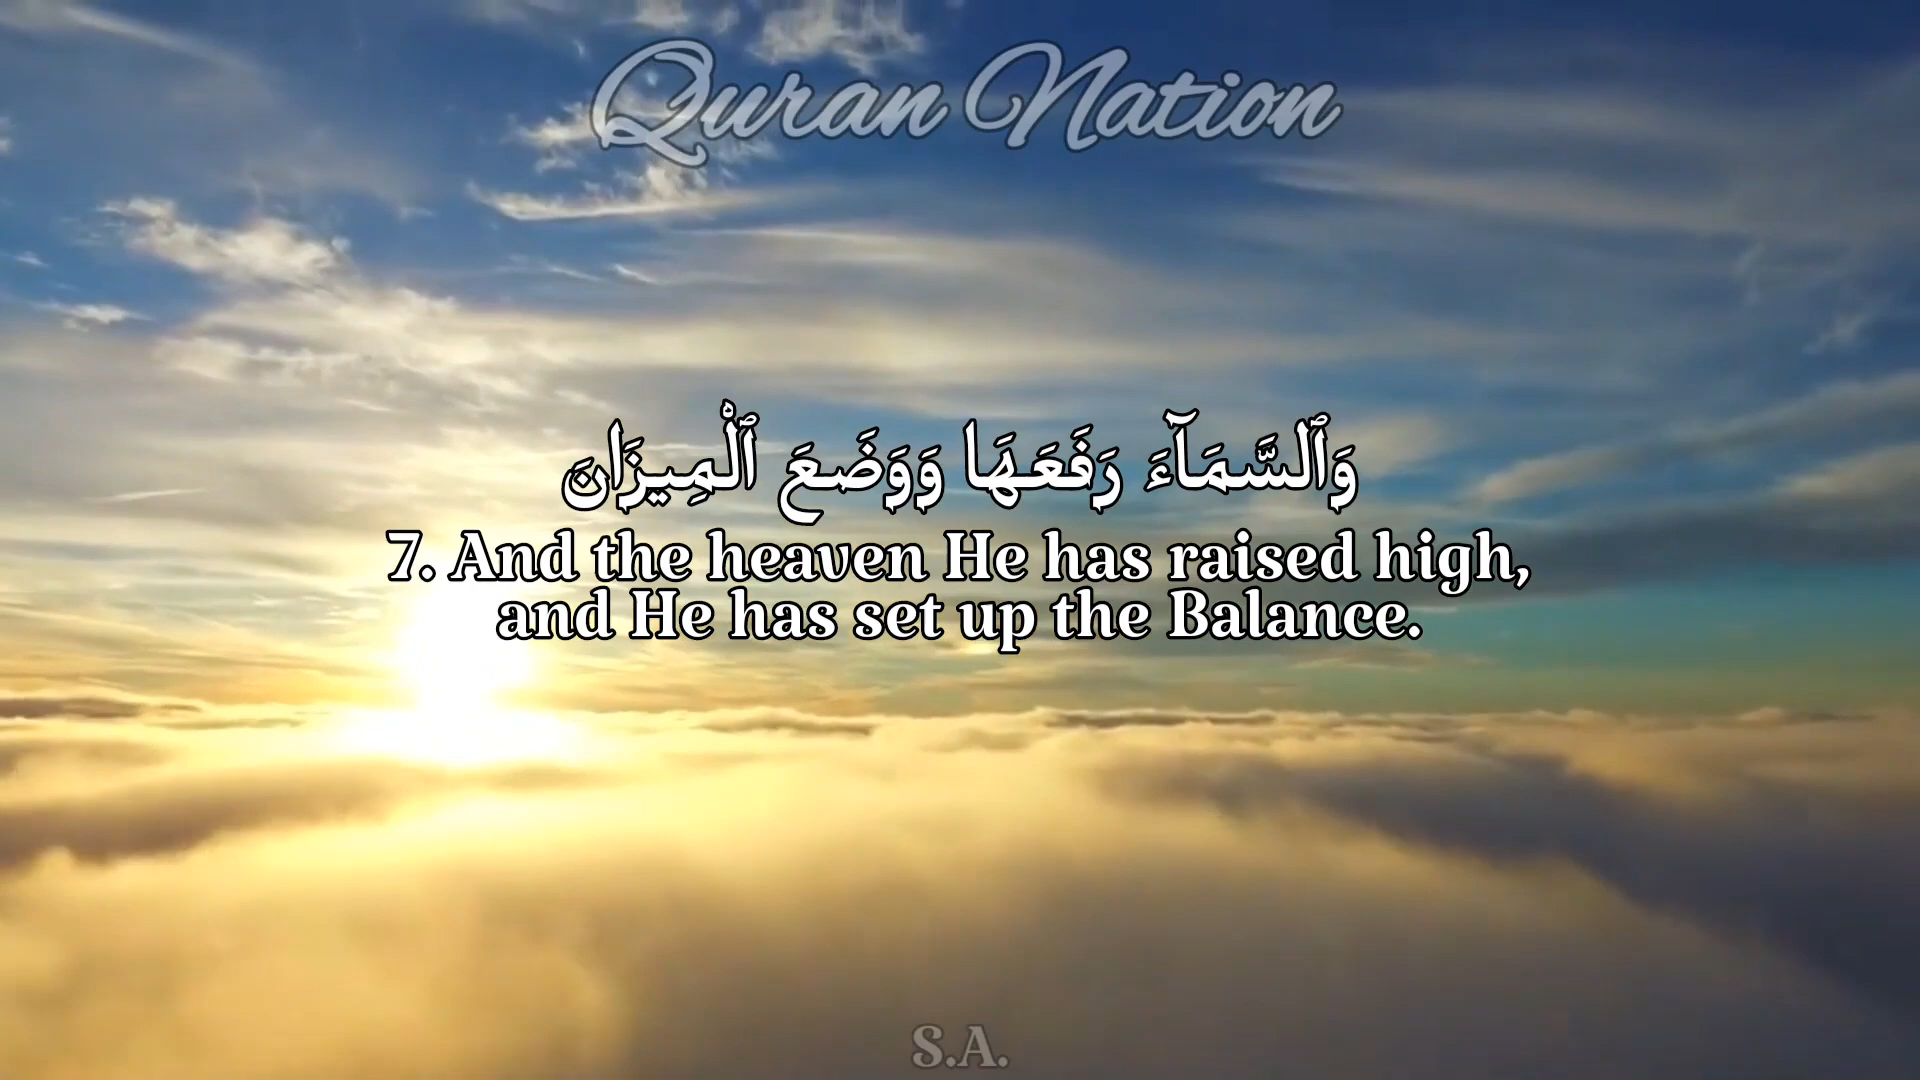 Quran Nation
وَٱلسَّمَآءَ رَفَعَهَا وَوَضَعَ ٱلْمِيزَانَ
7. And the heaven He has raised high,
and He has set up the Balance.
S.A.